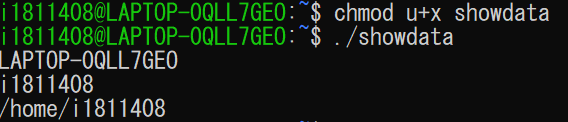 i1811408@LAPTOP-0QLL7GEO:~$ chmod u+x showdata
i1811408@LAPTOP-0QLL7GEO:~$ ./showdata
LAPTOP-0QLL7GEO
i1811408
/home/i1811408